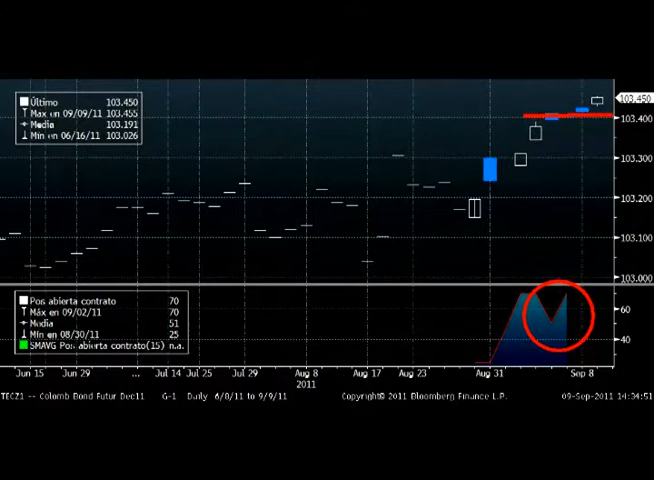 Último 103.450
Max en 09/09/11 103.455
Media 103.191
Min en 06/16/11 103.026
103.450
103.400
103.300
103.200
103.100
103.000
Pos abierta contrato 70
Máx en 09/02/11 70
Media 51
Mín en 08/30/11 25
SMAVG Pos abierta contrato(15) n.a.
60
40
Jun 15 Jun 29 ... Jul 14 Jul 25 Jul 29 Aug 8 Aug 17 Aug 23 Aug 31 Sep 8
2011
TECZ1 -- Colomb Bond Futur Dec11 G-1 Daily 6/8/11 to 9/9/11 Copyright© 2011 Bloomberg Finance L.P. 09-Sep-2011 14:34:51